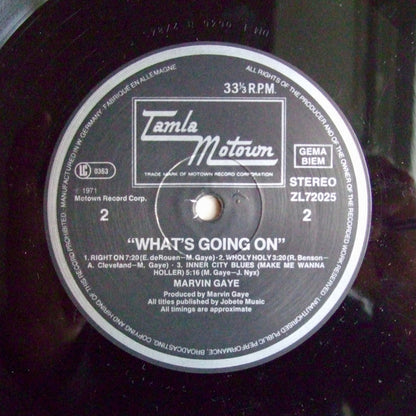 33⅓ R.P.M.
Tamla
Motown
TRADE MARK OF MOTOWN RECORD CORPORATION
GEMA
BIEM
STEREO
ZL72025
2
LC 0363
℗ 1971
Motown Record Corp.
2
"WHAT'S GOING ON"
1. RIGHT ON 7:20 (E. deRouen—M. Gaye) - 2. WHOLY HOLY 3:20 (R. Benson—
A. Cleveland—M. Gaye) - 3. INNER CITY BLUES (MAKE ME WANNA
HOLLER) 5:16 (M. Gaye—J. Nyx)
MARVIN GAYE
Produced by Marvin Gaye
All titles published by Jobete Music
All timings are approximate
MANUFACTURED IN W. GERMANY · FABRIQUÉ EN ALLEMAGNE
ALL RIGHTS OF THE PRODUCER AND OF THE OWNER OF THE RECORDED WORK RESERVED. UNAUTHORISED PUBLIC PERFORMANCE, BROADCASTING, COPYING AND HIRING OF THIS RECORD PROHIBITED.